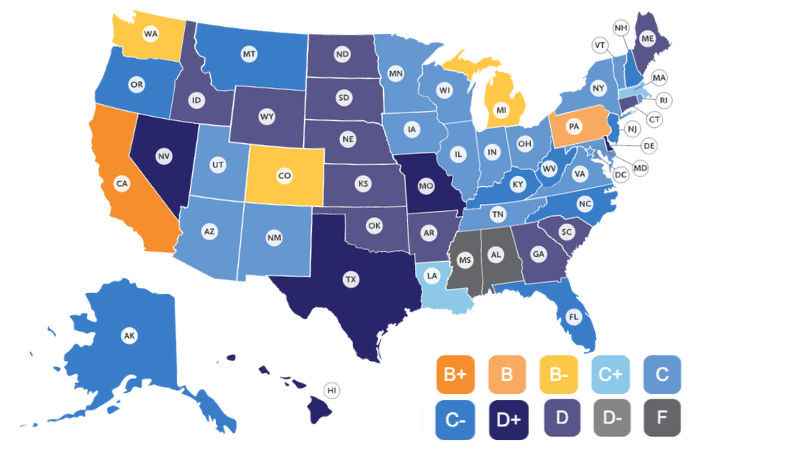 NH
ME
WA
VT
MT
ND
MN
MA
OR
SD
WI
NY
ID
MI
RI
WY
CT
PA
NJ
IA
NE
OH
DE
NV
IL
IN
UT
WV
MD
CO
VA
DC
CA
KS
MO
KY
NC
TN
OK
AR
SC
AZ
NM
MS
AL
GA
LA
TX
FL
AK
HI
B+ B B- C+ C
C- D+ D D- F